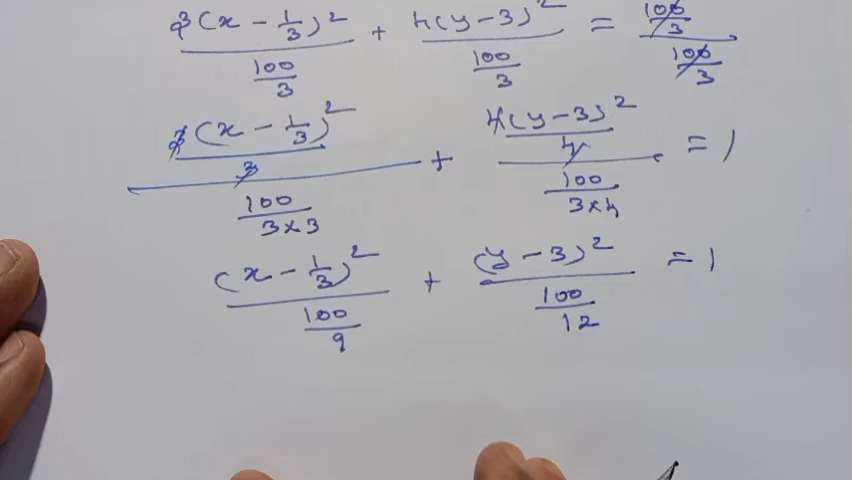 3(x - 1/3)² / (100/3) + 4(y - 3)² / (100/3) = (100/3) / (100/3)
(3(x - 1/3)² / 3) / (100 / (3×3)) + (4(y - 3)² / 4) / (100 / (3×4)) = 1
(x - 1/3)² / (100/9) + (y - 3)² / (100/12) = 1